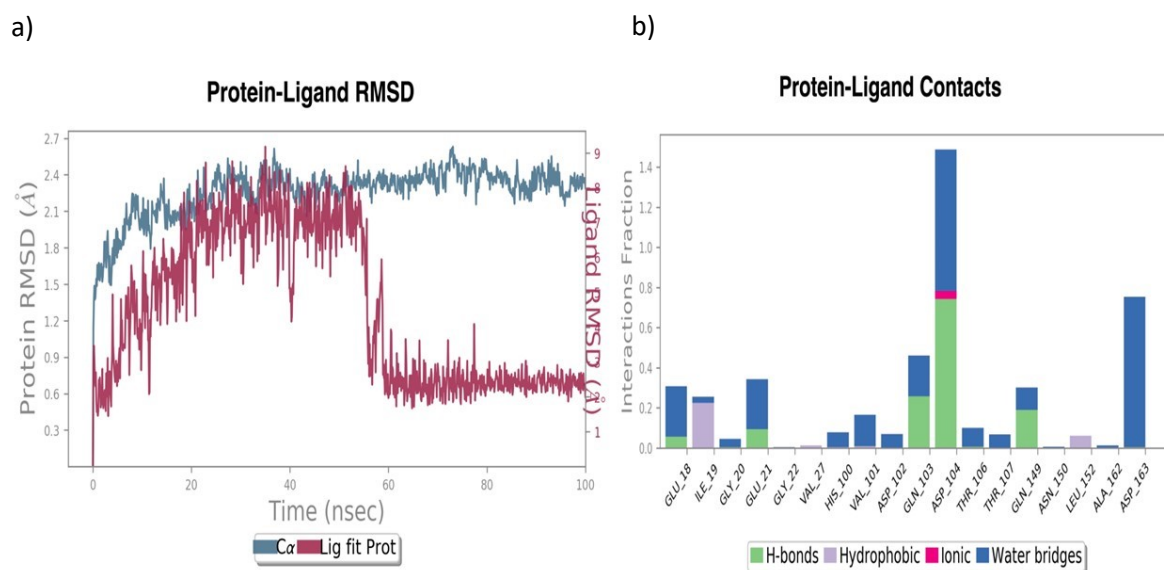 a)
b)
Protein-Ligand RMSD
Protein-Ligand Contacts
Protein RMSD (Å)
2.7
2.4
2.1
1.8
1.5
1.2
0.9
0.6
0.3
9
8
1
Ligand RMSD (Å)
0 20 40 60 80 100
Time (nsec)
Cα Lig fit Prot
Interactions Fraction
1.4
1.2
1.0
0.8
0.6
0.4
0.2
0.0
GLU_18 ILE_19 GLY_20 GLU_21 GLY_22 VAL_27 HIS_100 VAL_101 ASP_102 GLN_103 ASP_104 THR_106 THR_107 GLN_149 ASN_150 LEU_152 ALA_162 ASP_163
H-bonds Hydrophobic Ionic Water bridges